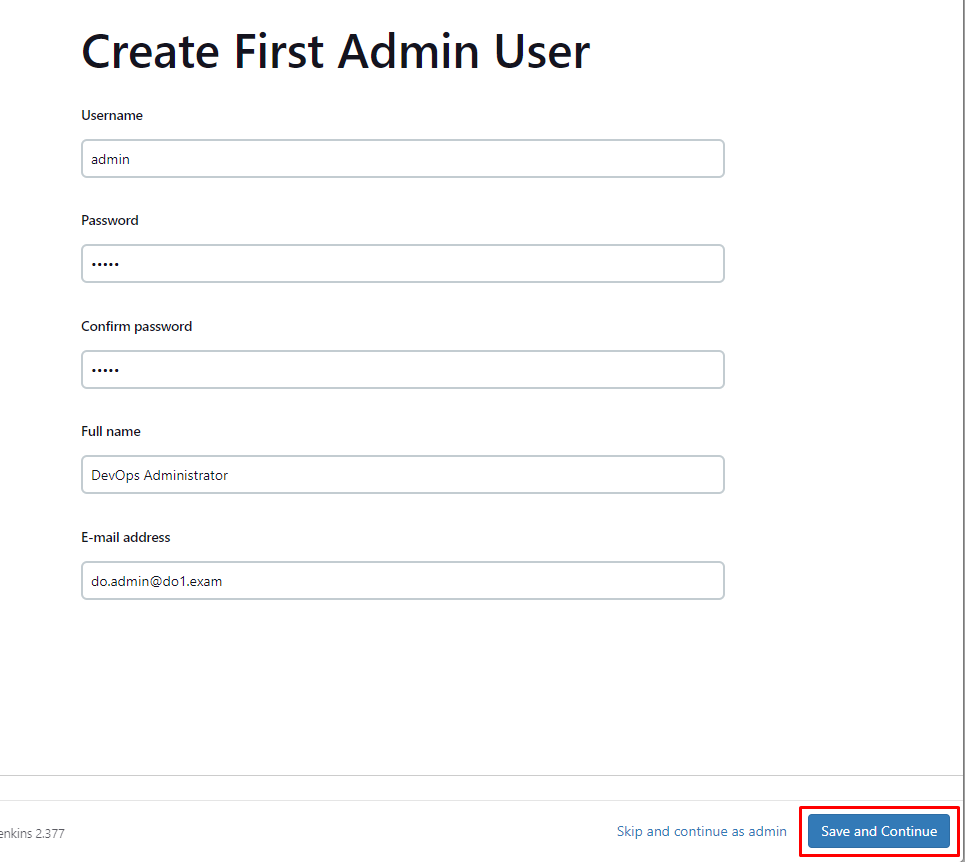 Create First Admin User
Username
admin
Password
•••••
Confirm password
•••••
Full name
DevOps Administrator
E-mail address
do.admin@do1.exam
enkins 2.377
Skip and continue as admin
Save and Continue